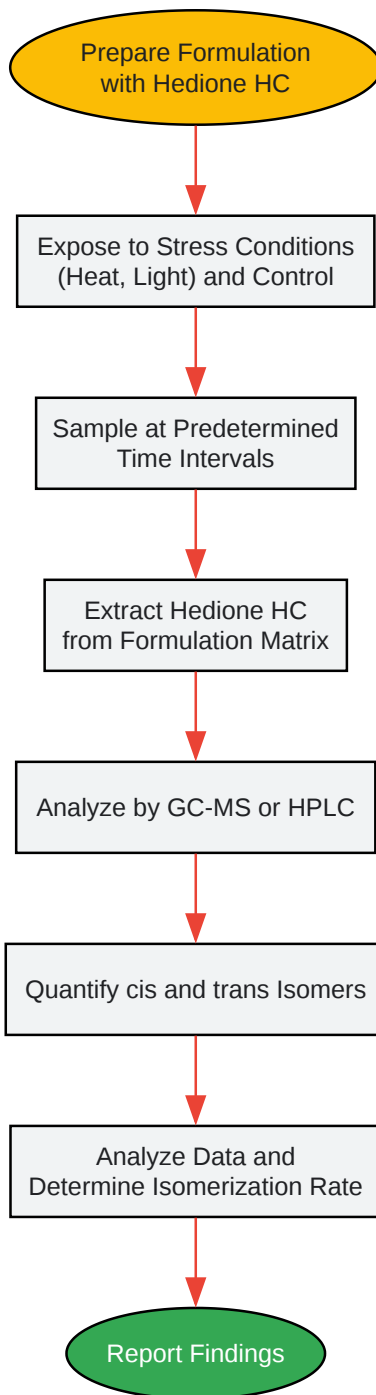 Prepare Formulation
with Hedione HC
Expose to Stress Conditions
(Heat, Light) and Control
Sample at Predetermined
Time Intervals
Extract Hedione HC
from Formulation Matrix
Analyze by GC-MS or HPLC
Quantify cis and trans Isomers
Analyze Data and
Determine Isomerization Rate
Report Findings